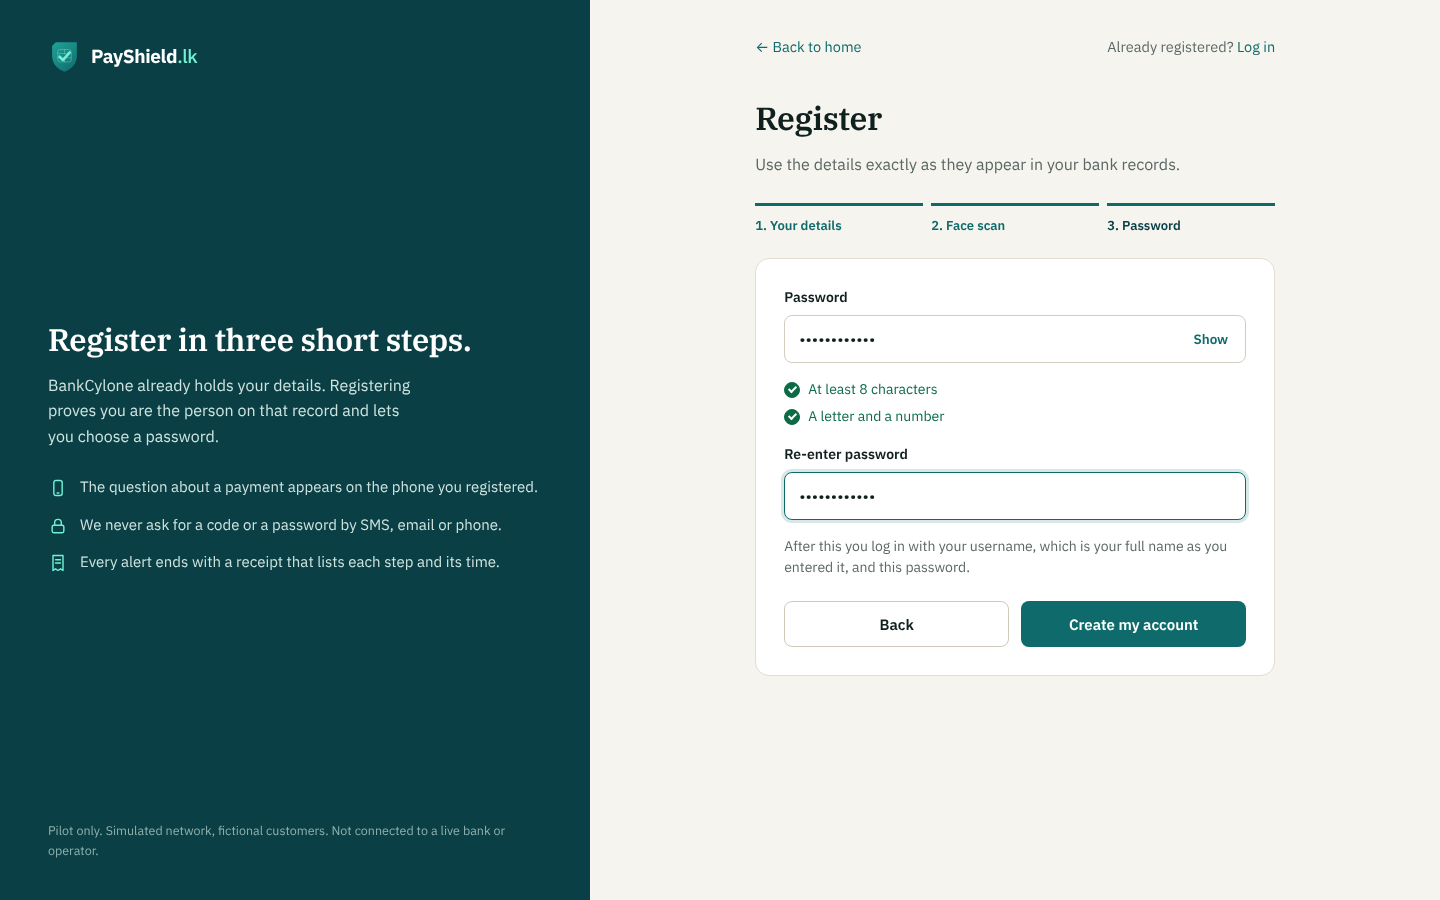 PayShield.lk
Register in three short steps.
BankCylone already holds your details. Registering
proves you are the person on that record and lets
you choose a password.
The question about a payment appears on the phone you registered.
We never ask for a code or a password by SMS, email or phone.
Every alert ends with a receipt that lists each step and its time.
Pilot only. Simulated network, fictional customers. Not connected to a live bank or
operator.
← Back to home
Already registered? Log in
Register
Use the details exactly as they appear in your bank records.
1. Your details
2. Face scan
3. Password
Password
••••••••••••
Show
At least 8 characters
A letter and a number
Re-enter password
••••••••••••
After this you log in with your username, which is your full name as you
entered it, and this password.
Back
Create my account